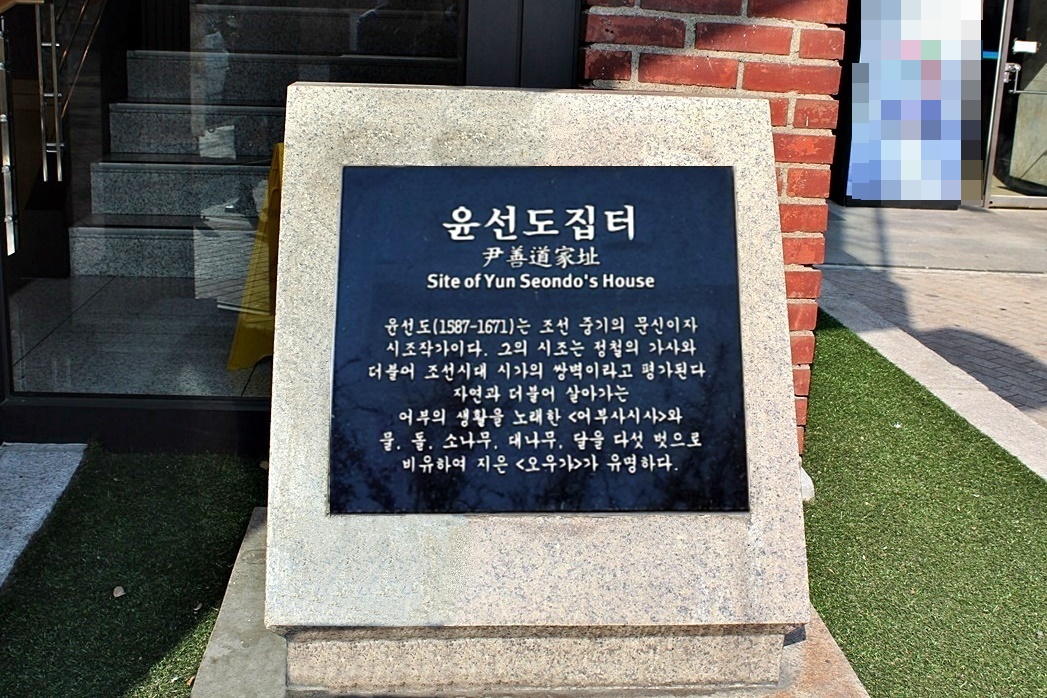 윤선도집터
尹善道家址
Site of Yun Seondo's House
윤선도(1587-1671)는 조선 중기의 문신이자
시조작가이다. 그의 시조는 정철의 가사와
더불어 조선시대 시가의 쌍벽이라고 평가된다
자연과 더불어 살아가는
어부의 생활을 노래한 <어부사시사>와
물, 돌, 소나무, 대나무, 달을 다섯 벗으로
비유하여 지은 <오우가>가 유명하다.